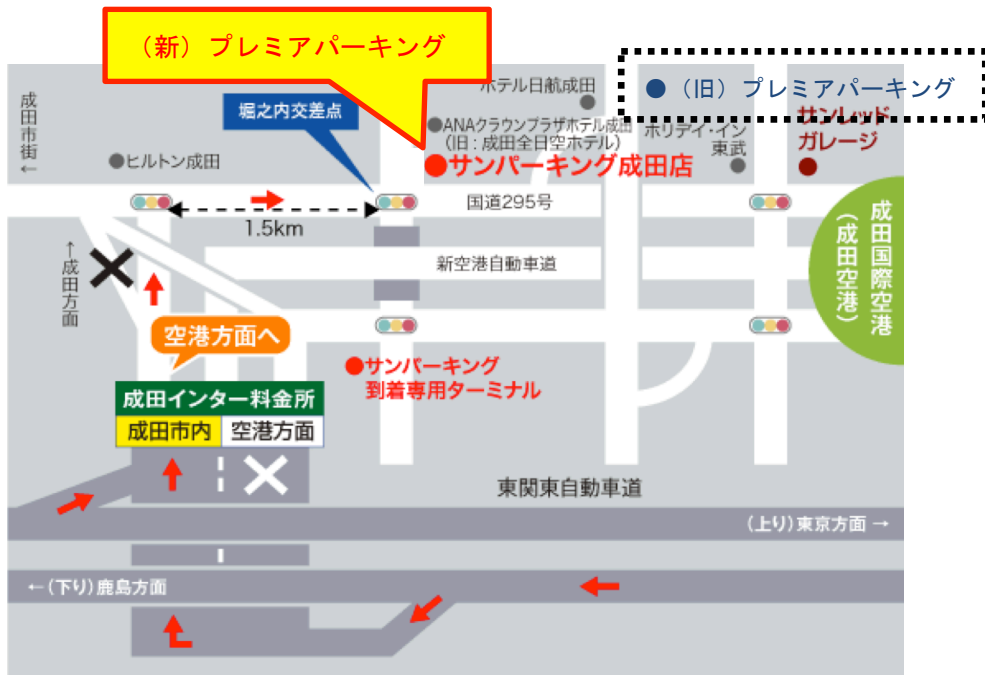 （新）プレミアパーキング
●（旧）プレミアパーキング
成田市街
←
堀之内交差点
ホテル日航成田
●
●ANAクラウンプラザホテル成田
（旧：成田全日空ホテル）
ホリデイ・イン
東武
●
サンレッド
ガレージ
●
●ヒルトン成田
●サンパーキング成田店
国道295号
1.5km
←成田方面
新空港自動車道
成田国際空港
（成田空港）
空港方面へ
●サンパーキング
到着専用ターミナル
成田インター料金所
成田市内
空港方面
東関東自動車道
（上り）東京方面 →
←（下り）鹿島方面